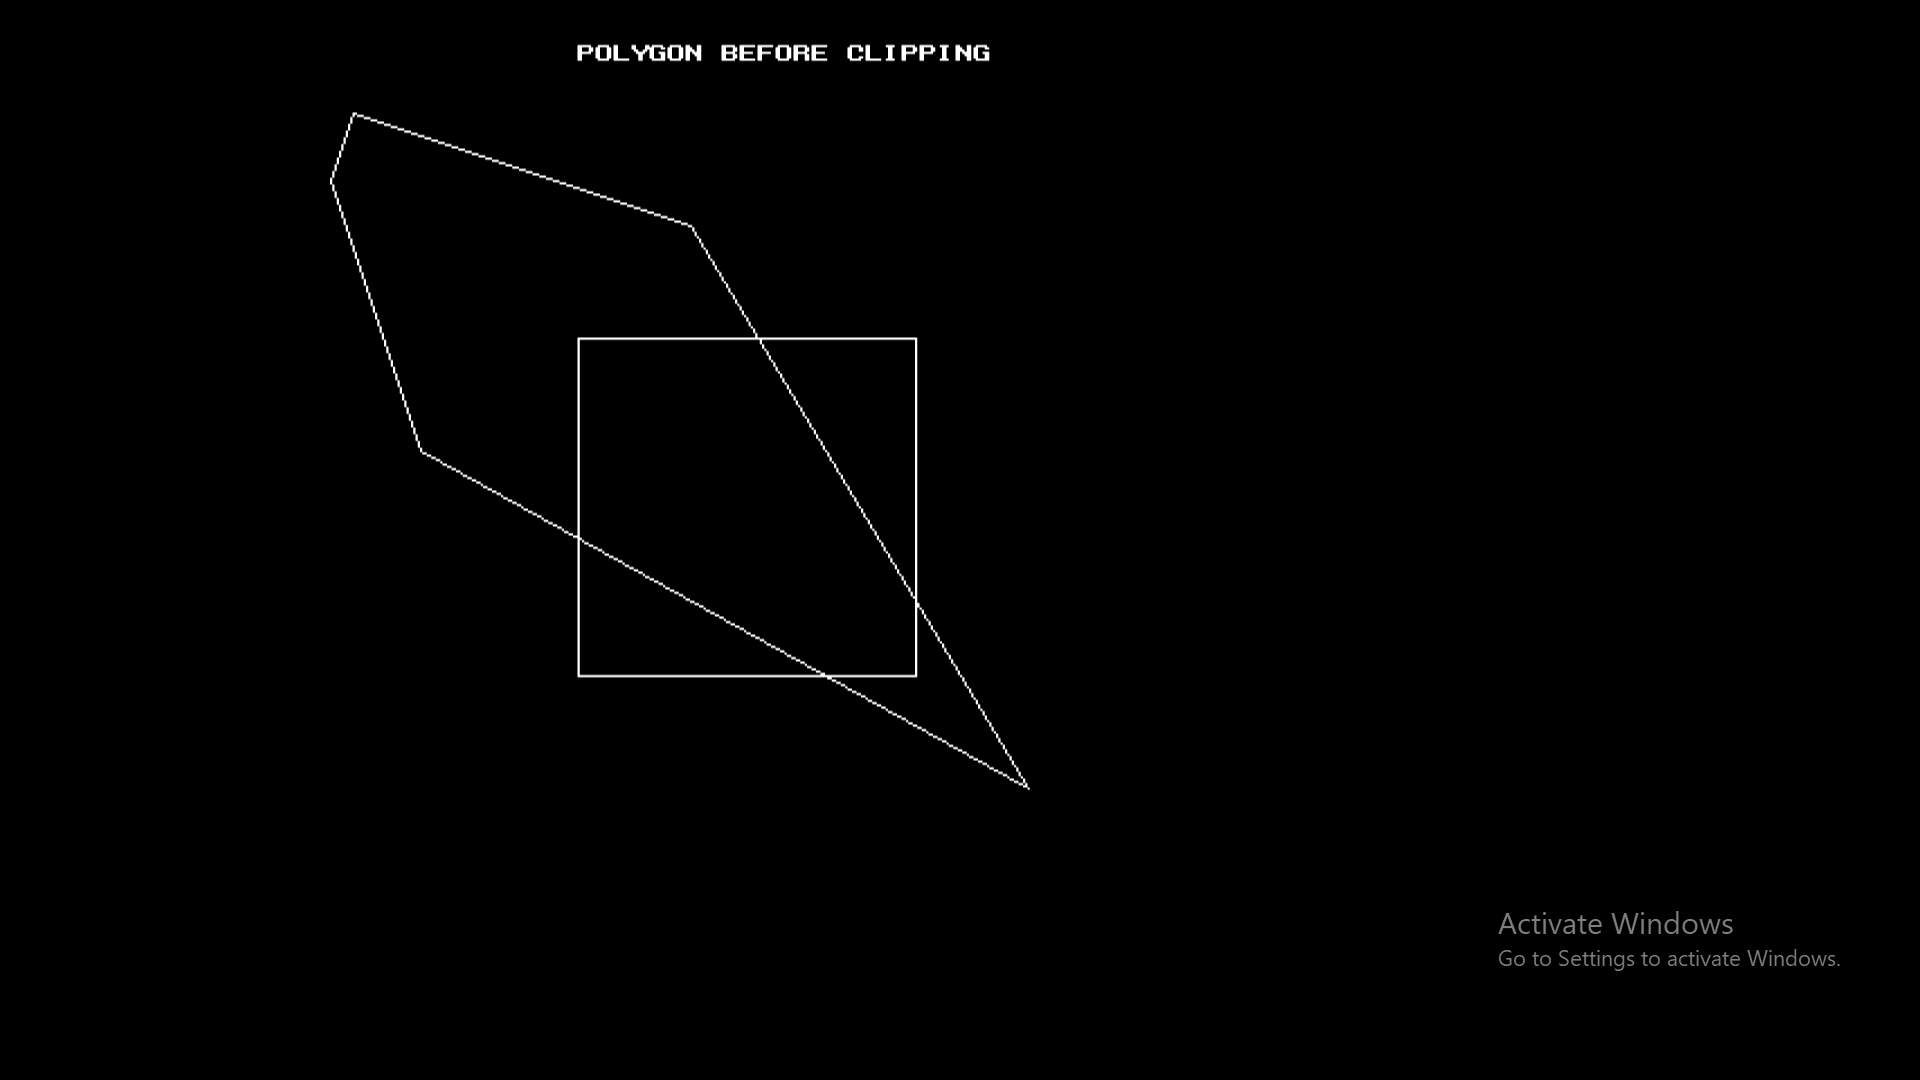 POLYGON BEFORE CLIPPING
Activate Windows
Go to Settings to activate Windows.